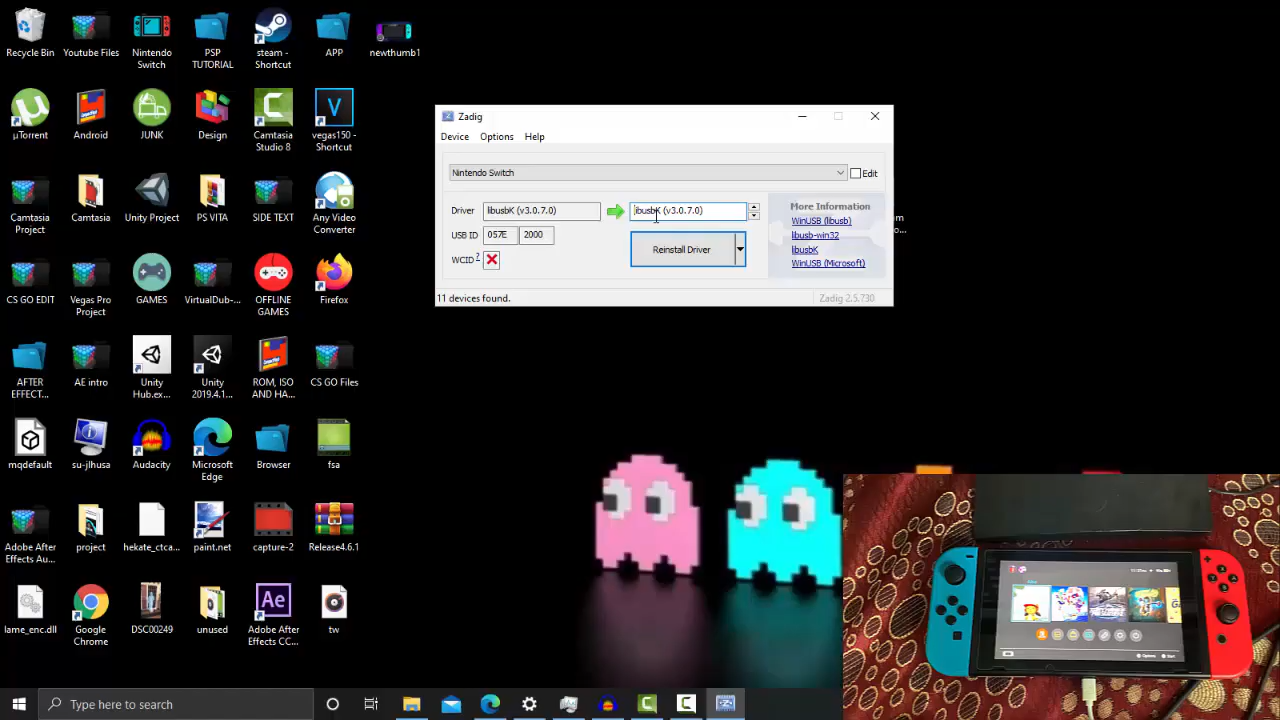 Recycle Bin
Youtube Files
Nintendo
Switch
PSP
TUTORIAL
steam -
Shortcut
APP
newthumb1
µTorrent
Android
JUNK
Design
Camtasia
Studio 8
vegas150 -
Shortcut
Camtasia
Project
Camtasia
Unity Project
PS VITA
SIDE TEXT
Any Video
Converter
CS GO EDIT
Vegas Pro
Project
GAMES
VirtualDub-...
OFFLINE
GAMES
Firefox
AFTER
EFFECT...
AE intro
Unity
Hub.ex...
Unity
2019.4.1...
ROM, ISO
AND HA...
CS GO Files
mqdefault
su-jlhusa
Audacity
Microsoft
Edge
Browser
fsa
Adobe After
Effects Au...
project
hekate_ctca...
paint.net
capture-2
Release4.6.1
lame_enc.dll
Google
Chrome
DSC00249
unused
Adobe After
Effects CC...
tw
Zadig
Device Options Help
Nintendo Switch
Edit
Driver libusbK (v3.0.7.0) libusbK (v3.0.7.0)
USB ID 057E 2000
WCID ?
Reinstall Driver
More Information
WinUSB (libusb)
libusb-win32
libusbK
WinUSB (Microsoft)
11 devices found.
Zadig 2.5.730
om
...
Type here to search
Options Start